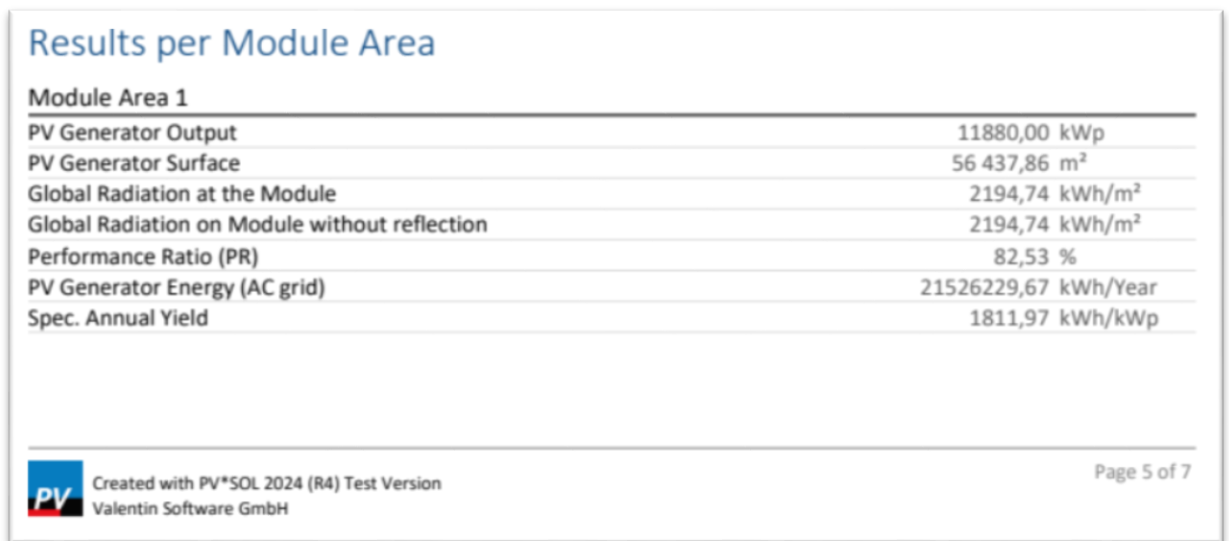 Results per Module Area
Module Area 1
PV Generator Output 11880,00 kWp
PV Generator Surface 56 437,86 m²
Global Radiation at the Module 2194,74 kWh/m²
Global Radiation on Module without reflection 2194,74 kWh/m²
Performance Ratio (PR) 82,53 %
PV Generator Energy (AC grid) 21526229,67 kWh/Year
Spec. Annual Yield 1811,97 kWh/kWp
Page 5 of 7
PV
Created with PV*SOL 2024 (R4) Test Version
Valentin Software GmbH